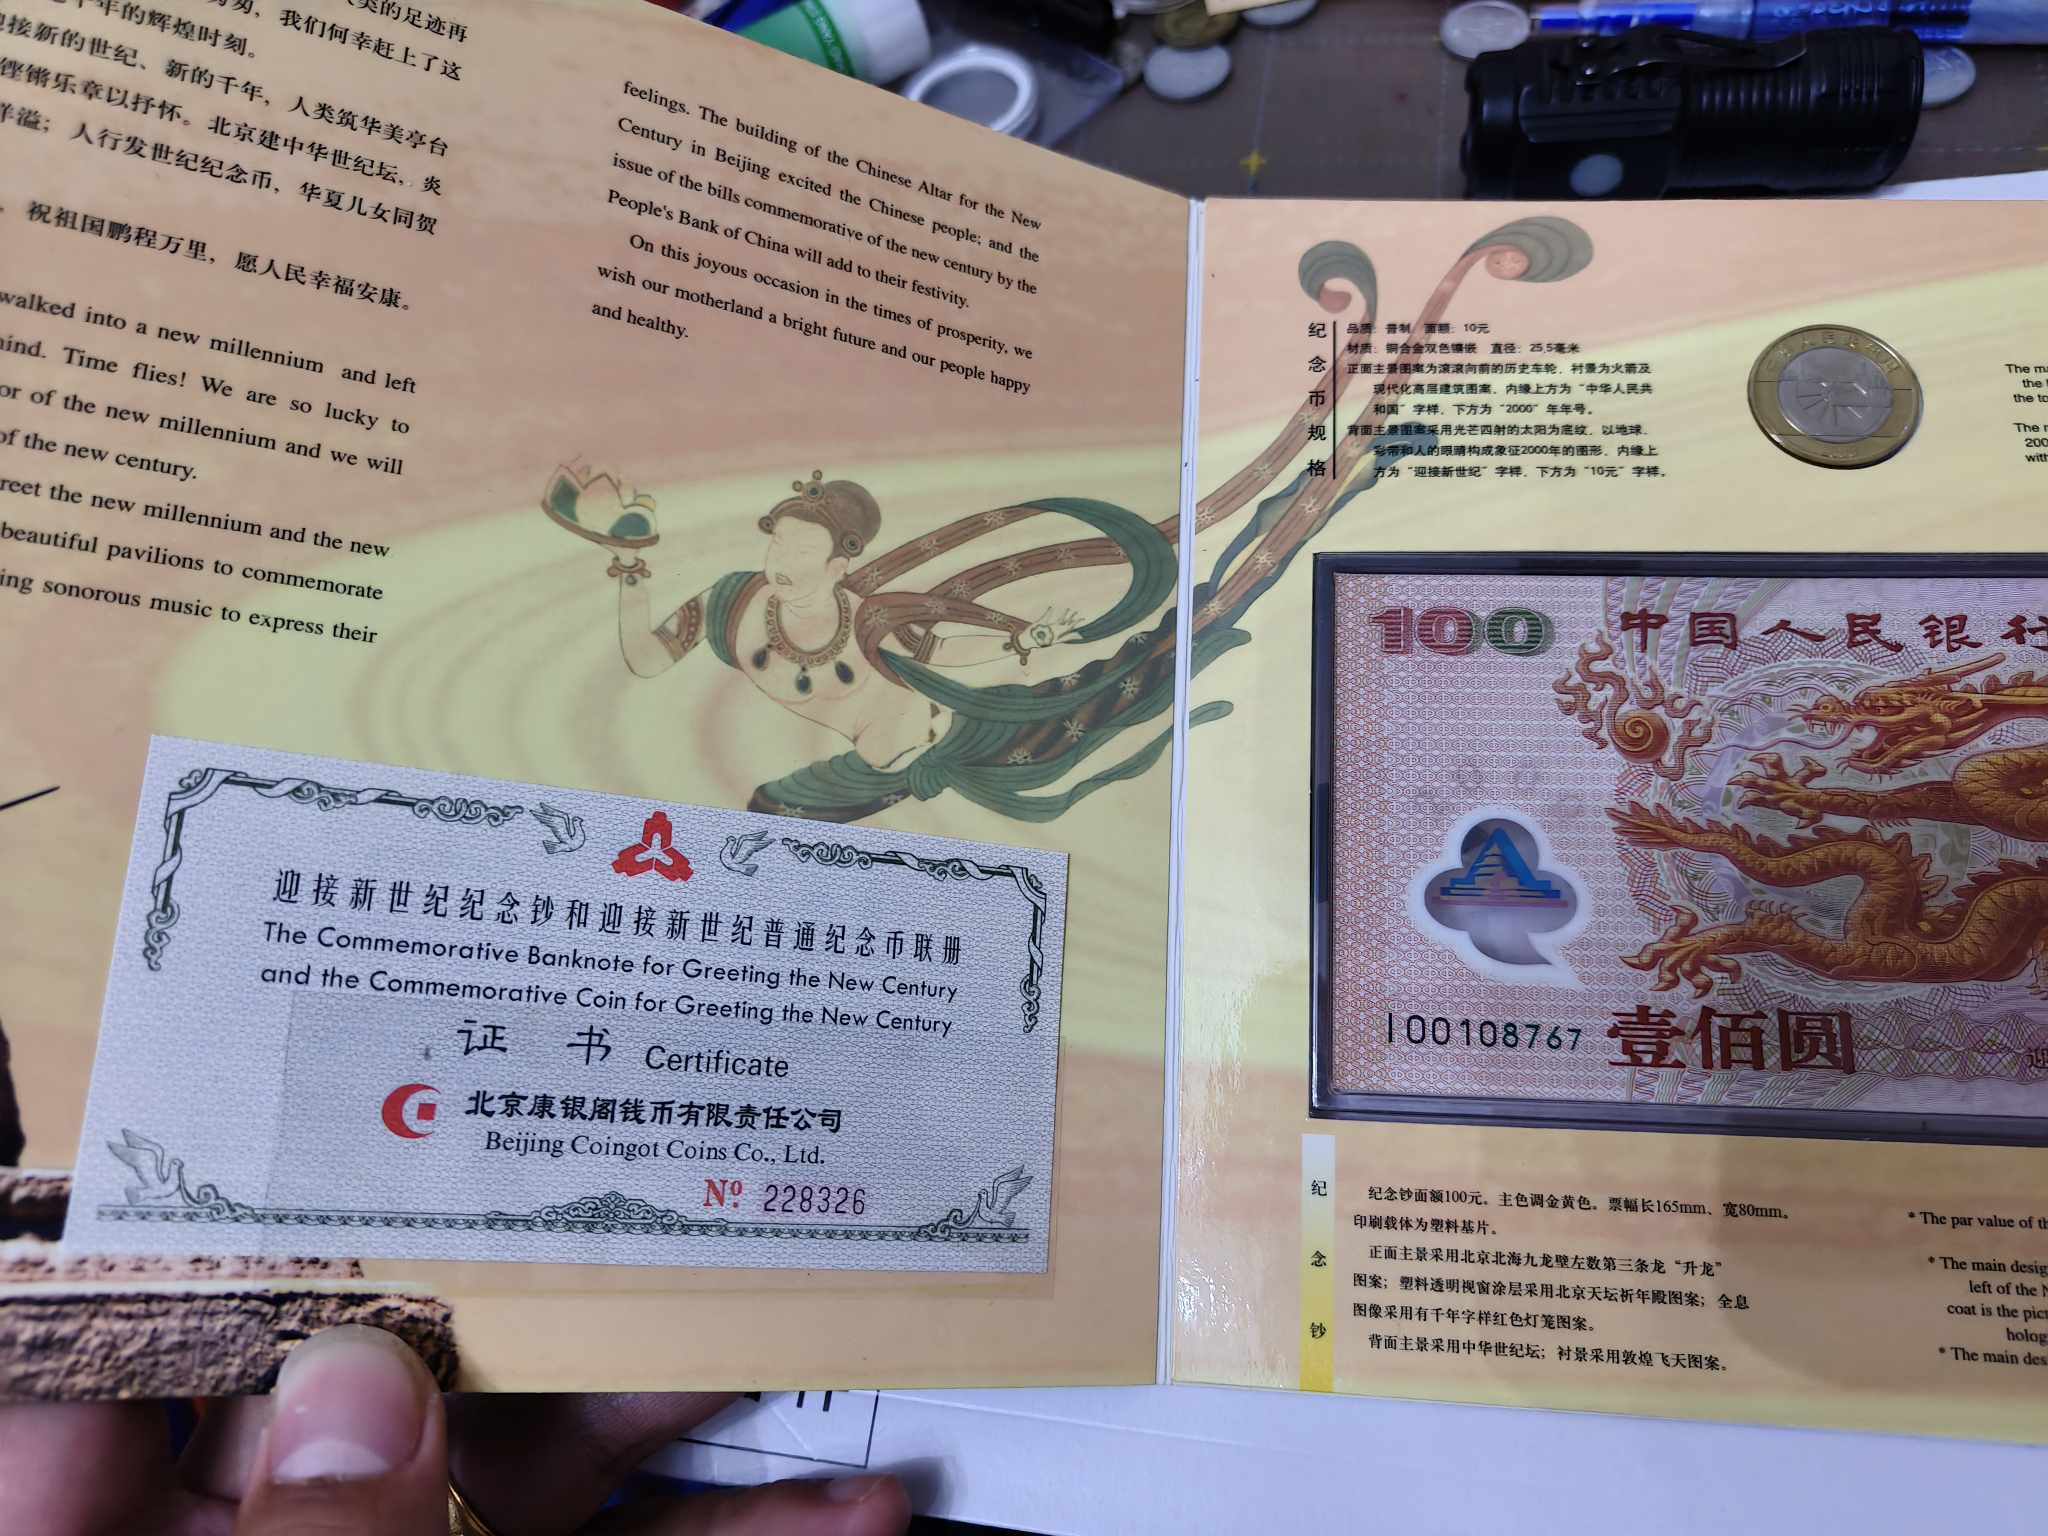 人类的足迹再
匆匆，我们何幸赶上了这
千年的辉煌时刻。
迎接新的世纪、新的千年，人类筑华美亭台
铿锵乐章以抒怀。北京建中华世纪坛，炎
洋溢；人行发世纪纪念币，华夏儿女同贺
祝祖国鹏程万里，愿人民幸福安康。
walked into a new millennium and left
Time flies! We are so lucky to
of the new millennium and we will
of the new century.
the new millennium and the new
beautiful pavilions to commemorate
sonorous music to express their
feelings. The building of the Chinese Altar for the New
Century in Beijing excited the Chinese people; and the
issue of the bills commemorative of the new century by the
People's Bank of China will add to their festivity.
On this joyous occasion in the times of prosperity, we
wish our motherland a bright future and our people happy
and healthy.
迎接新世纪纪念钞和迎接新世纪普通纪念币联册
The Commemorative Banknote for Greeting the New Century
and the Commemorative Coin for Greeting the New Century
证 书 Certificate
北京康银阁钱币有限责任公司
Beijing Coingot Coins Co., Ltd.
Nº 228326
纪念币规格
品质：普制 面额：10元
材质：铜合金双色镶嵌 直径：25.5毫米
正面主景图案为滚滚向前的历史车轮，衬景为火箭及
现代化高层建筑图案，内缘上方为“中华人民共
和国”字样，下方为“2000”年年号。
背面主景图案采用光芒四射的太阳为底纹，以地球、
彩带和人的眼睛构成象征2000年的图形，内缘上
方为“迎接新世纪”字样，下方为“10元”字样。
The
the
the
The
with
100 中国人民银行
I00108767
壹佰圆
迎
纪念钞
纪念钞面额100元。主色调金黄色。票幅长165mm、宽80mm。
印刷载体为塑料基片。
正面主景采用北京北海九龙壁左数第三条龙“升龙”
图案；塑料透明视窗涂层采用北京天坛祈年殿图案；全息
图像采用有千年字样红色灯笼图案。
背面主景采用中华世纪坛；衬景采用敦煌飞天图案。
* The par value of
* The main
left of the
coat is the
* The main